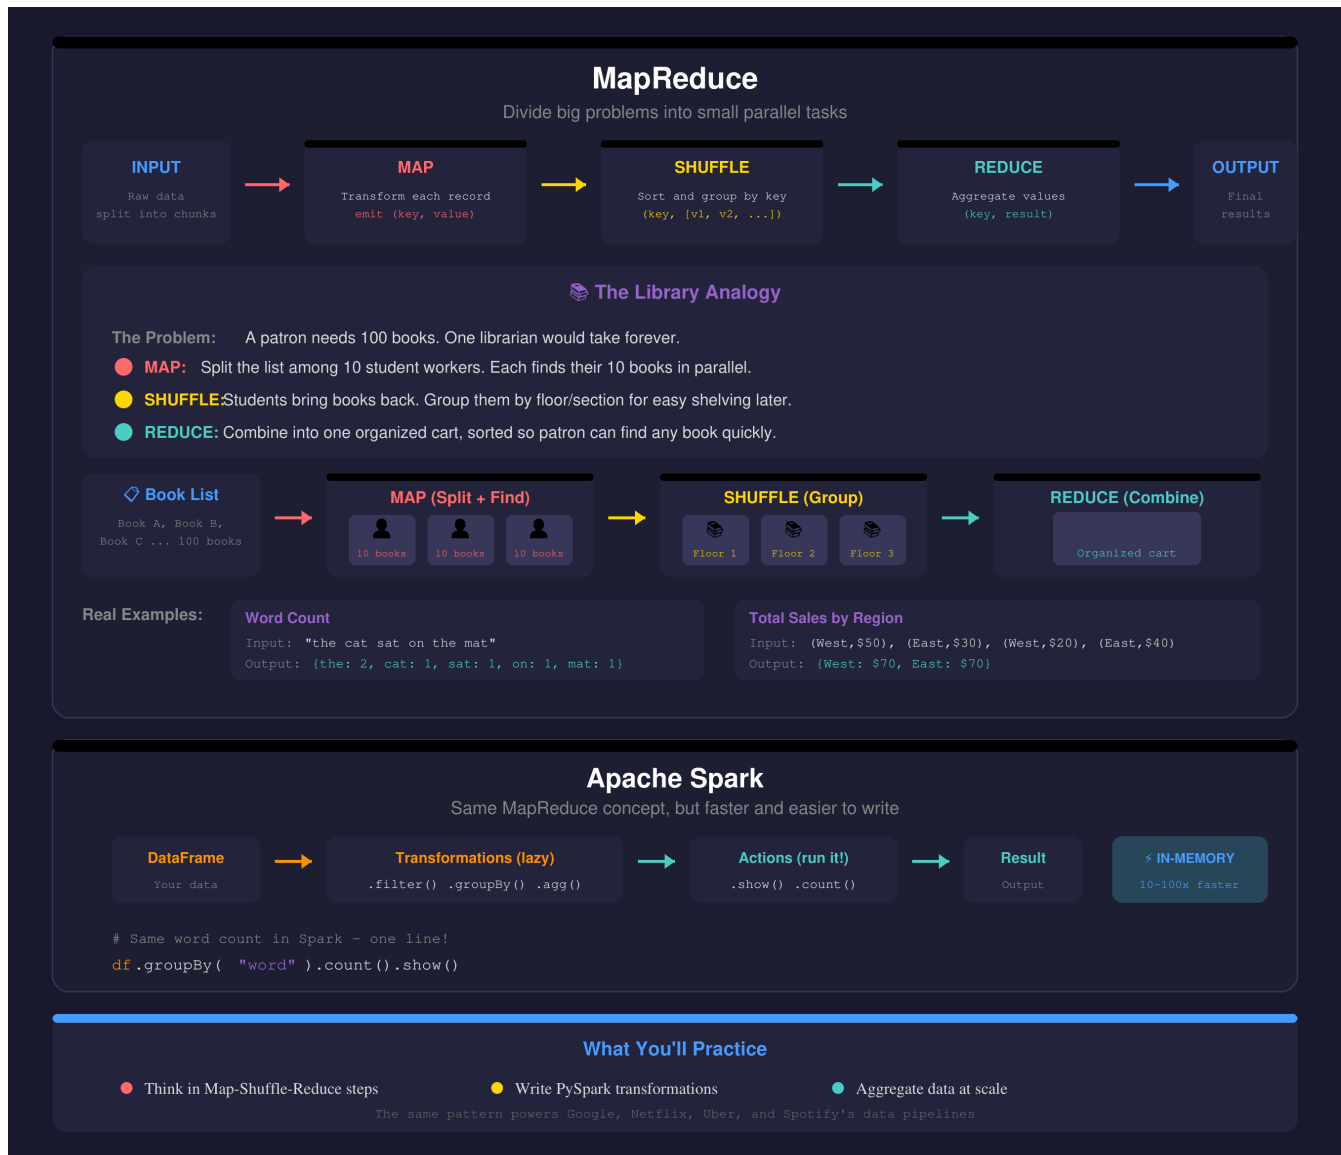 MapReduce
Divide big problems into small parallel tasks
INPUT
Raw data
split into chunks
MAP
Transform each record
emit (key, value)
SHUFFLE
Sort and group by key
(key, [v1, v2, ...])
REDUCE
Aggregate values
(key, result)
OUTPUT
Final
results
📚 The Library Analogy
The Problem: A patron needs 100 books. One librarian would take forever.
MAP: Split the list among 10 student workers. Each finds their 10 books in parallel.
SHUFFLE: Students bring books back. Group them by floor/section for easy shelving later.
REDUCE: Combine into one organized cart, sorted so patron can find any book quickly.
📋 Book List
Book A, Book B,
Book C ... 100 books
MAP (Split + Find)
10 books
10 books
10 books
SHUFFLE (Group)
Floor 1
Floor 2
Floor 3
REDUCE (Combine)
Organized cart
Real Examples:
Word Count
Input: "the cat sat on the mat"
Output: {the: 2, cat: 1, sat: 1, on: 1, mat: 1}
Total Sales by Region
Input: (West,$50), (East,$30), (West,$20), (East,$40)
Output: {West: $70, East: $70}
Apache Spark
Same MapReduce concept, but faster and easier to write
DataFrame
Your data
Transformations (lazy)
.filter() .groupBy() .agg()
Actions (run it!)
.show() .count()
Result
Output
⚡ IN-MEMORY
10-100x faster
# Same word count in Spark - one line!
df.groupBy( "word" ).count().show()
What You'll Practice
Think in Map-Shuffle-Reduce steps
Write PySpark transformations
Aggregate data at scale
The same pattern powers Google, Netflix, Uber, and Spotify's data pipelines